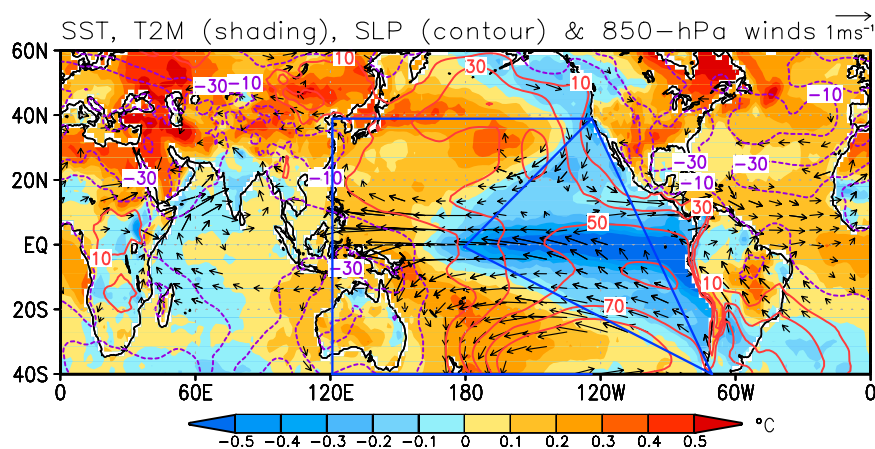 SST, T2M (shading), SLP (contour) & 850-hPa winds 1ms⁻¹
60N
40N
20N
EQ
20S
40S
10
30
10
-30
-10
-10
-30
-10
-30
-10
-30
-30
10
30
50
-30
10
70
0
60E
120E
180
120W
60W
0
°C
-0.5
-0.4
-0.3
-0.2
-0.1
0
0.1
0.2
0.3
0.4
0.5